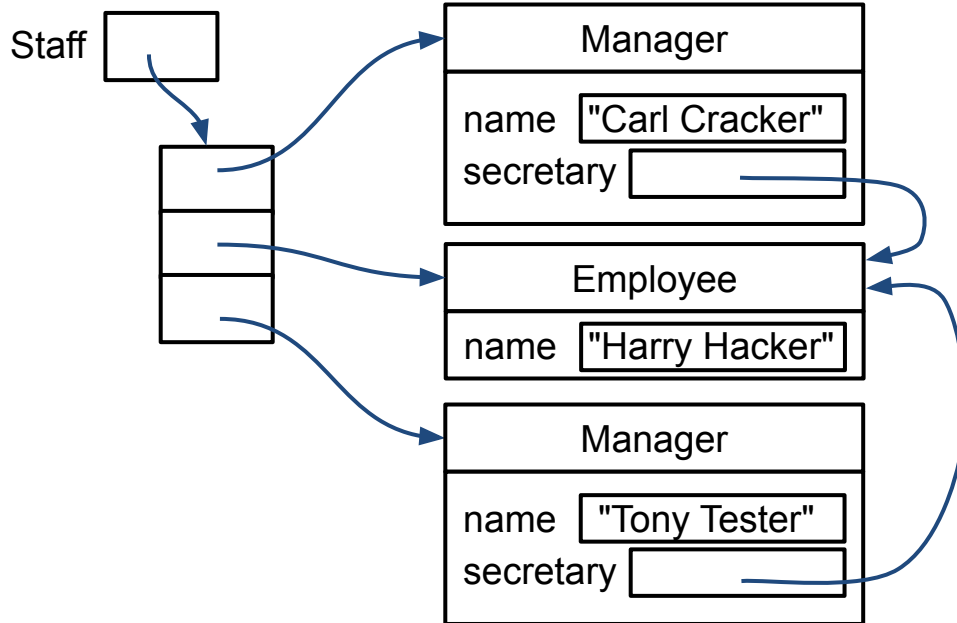 Staff
Manager
name "Carl Cracker"
secretary
Employee
name "Harry Hacker"
Manager
name "Tony Tester"
secretary